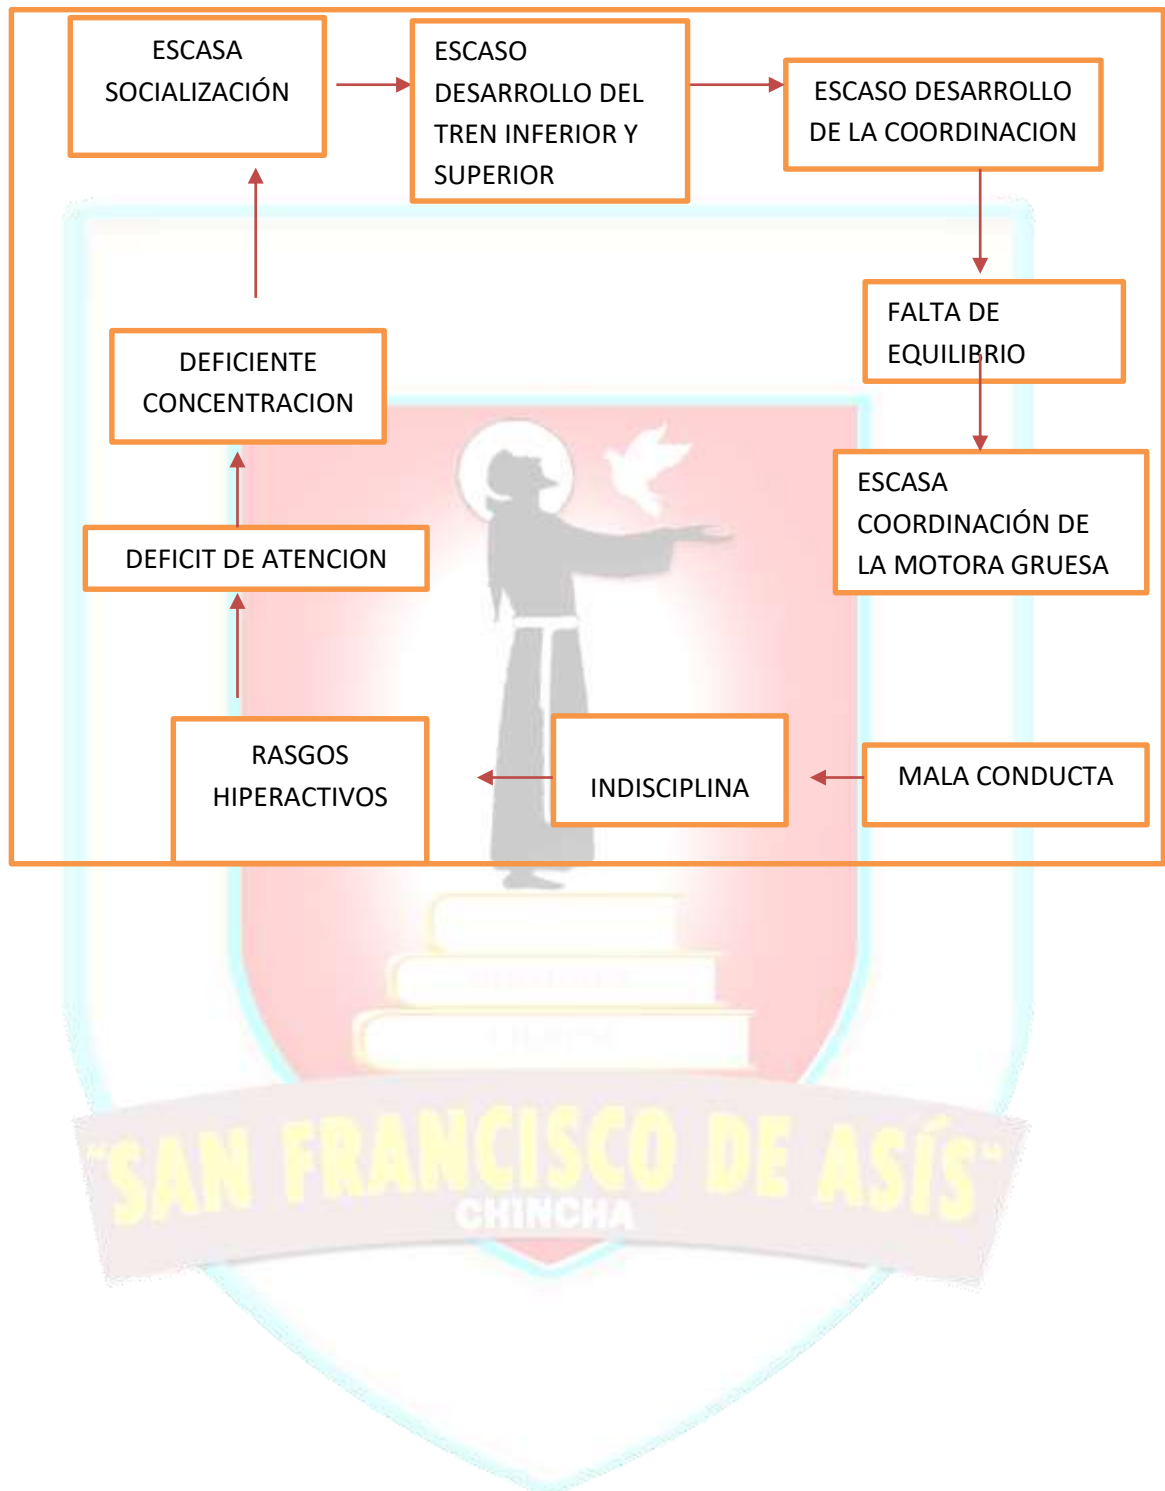 ESCASA
SOCIALIZACIÓN
ESCASO
DESARROLLO DEL
TREN INFERIOR Y
SUPERIOR
ESCASO DESARROLLO
DE LA COORDINACION
FALTA DE
EQUILIBRIO
DEFICIENTE
CONCENTRACION
ESCASA
COORDINACIÓN DE
LA MOTORA GRUESA
DEFICIT DE ATENCION
RASGOS
HIPERACTIVOS
INDISCIPLINA
MALA CONDUCTA
"SAN FRANCISCO DE ASÍS"
CHINCHA